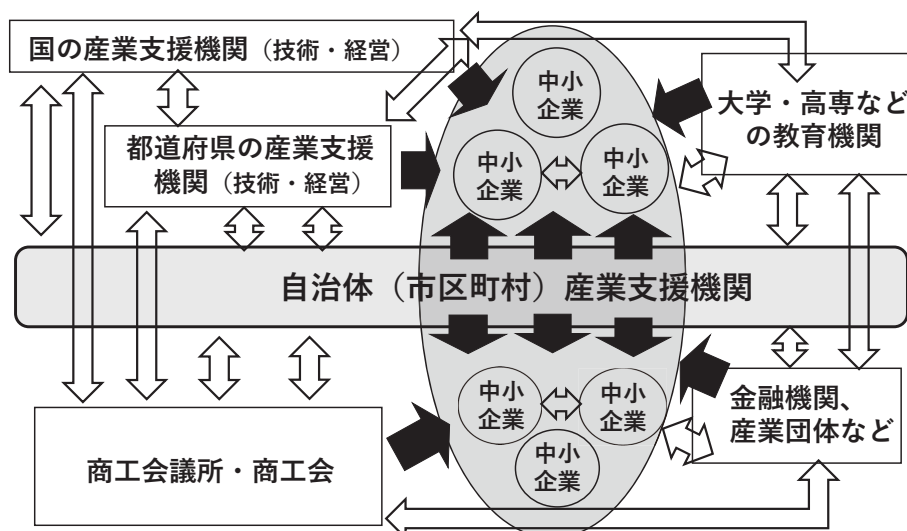 国の産業支援機関（技術・経営）
中小
企業
大学・高専など
の教育機関
都道府県の産業支援
機関（技術・経営）
中小
企業
中小
企業
自治体（市区町村）産業支援機関
中小
企業
中小
企業
金融機関、
産業団体など
商工会議所・商工会
中小
企業